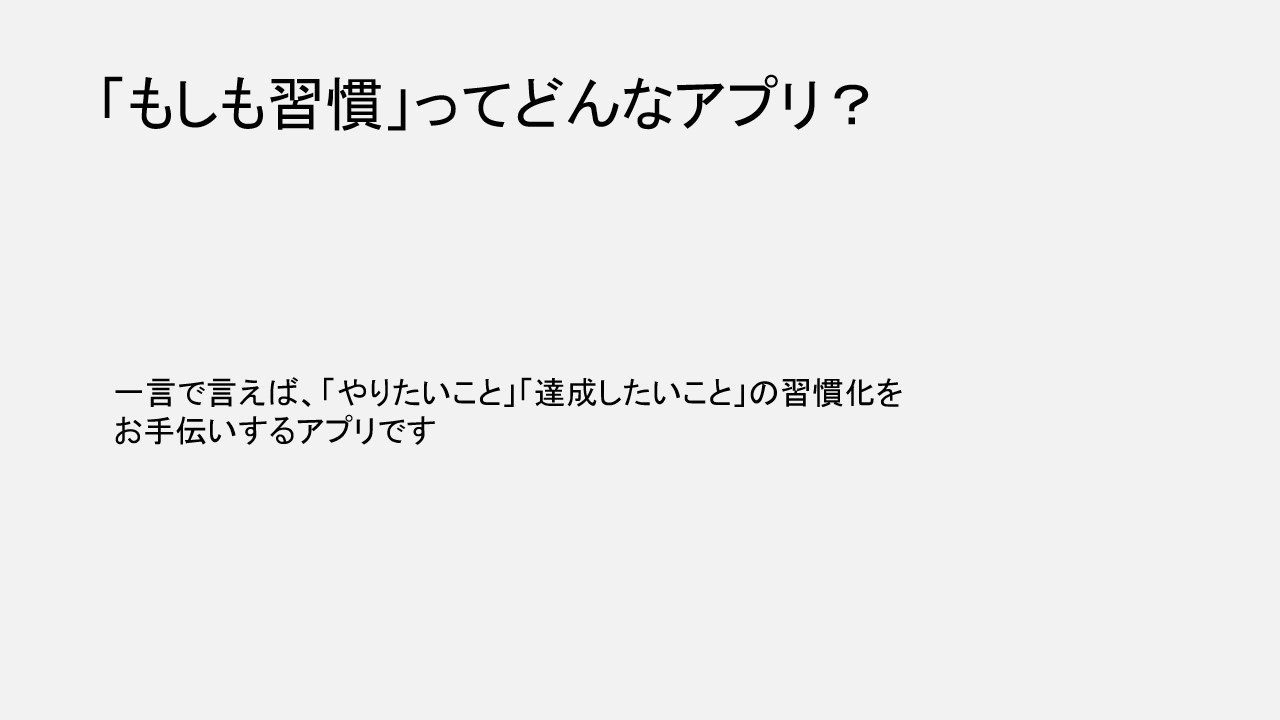 「もしも習慣」ってどんなアプリ？
一言で言えば、「やりたいこと」「達成したいこと」の習慣化を
お手伝いするアプリです